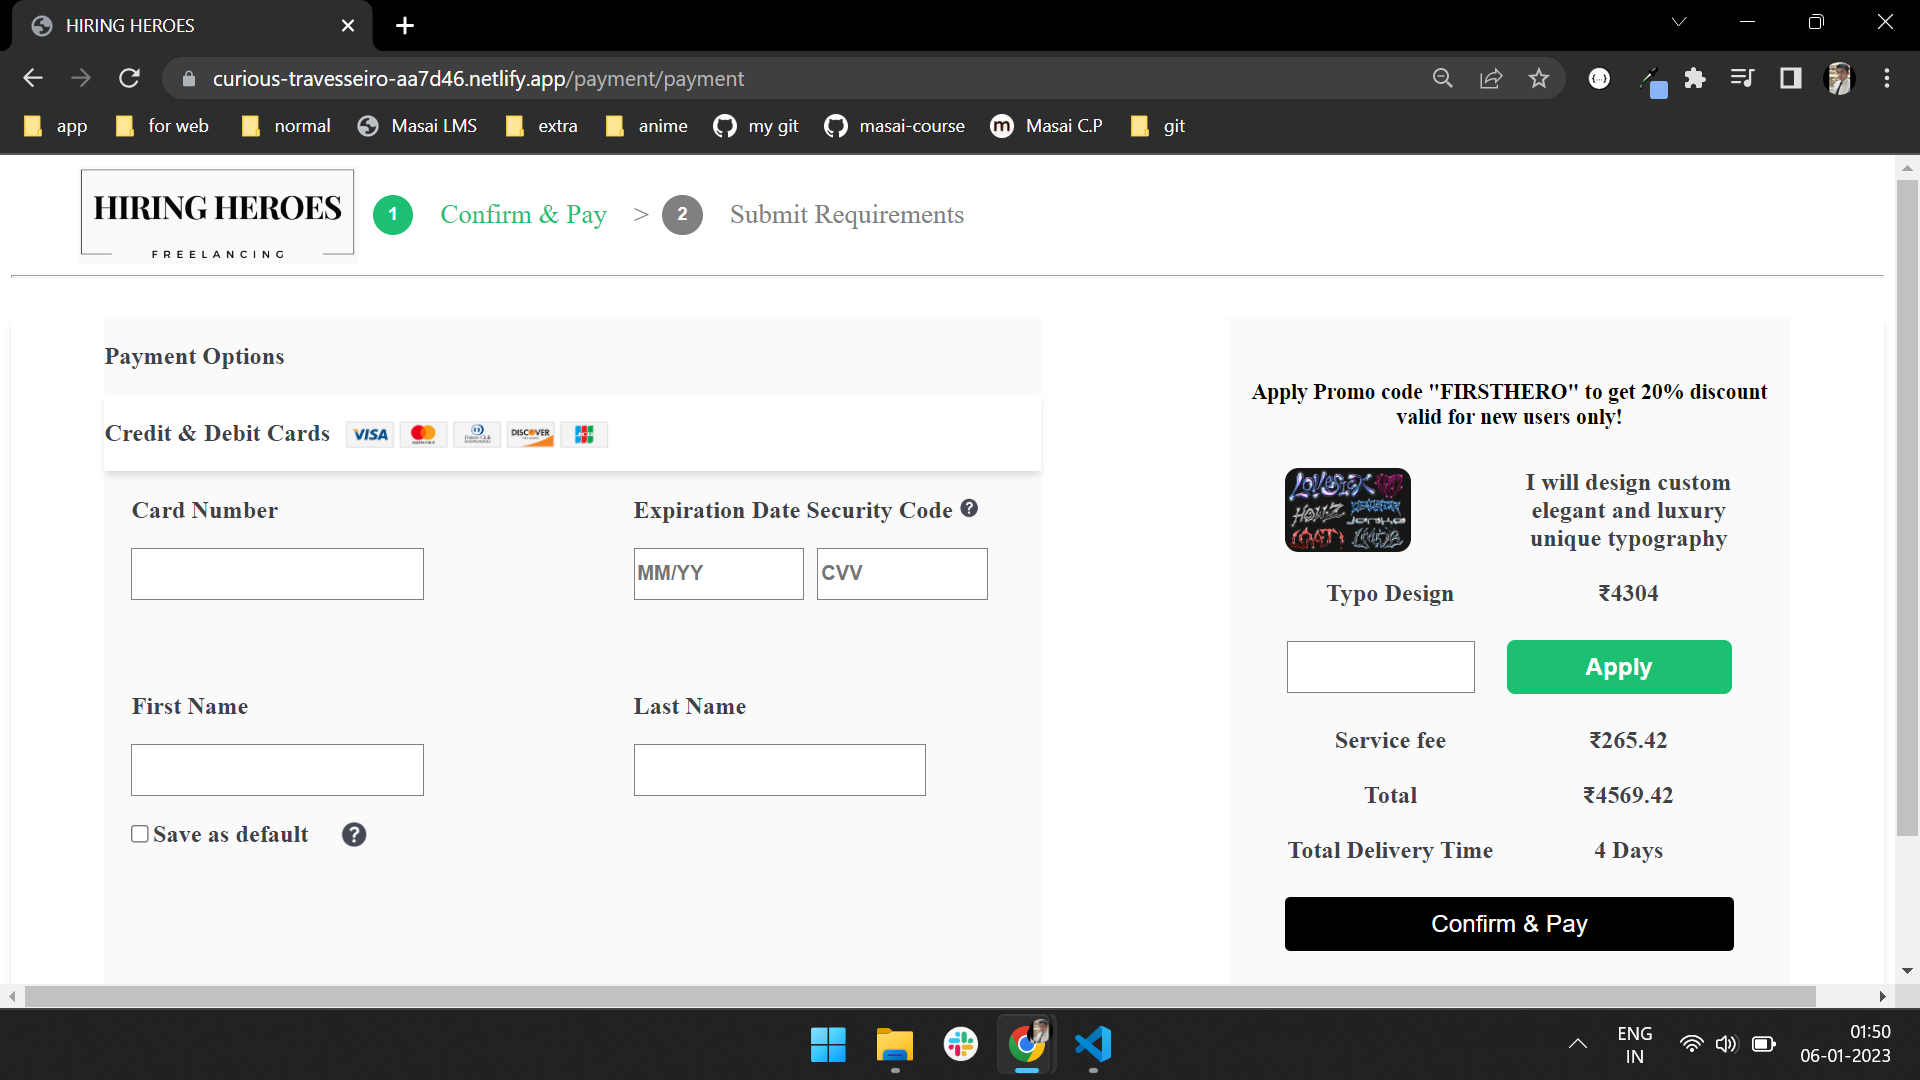 HIRING HEROES
curious-travesseiro-aa7d46.netlify.app/payment/payment
app for web normal Masai LMS extra anime my git masai-course Masai C.P git
HIRING HEROES
FREELANCING
1 Confirm & Pay > 2 Submit Requirements
Payment Options
Credit & Debit Cards VISA DISCOVER JCB
Card Number
Expiration Date Security Code ?
MM/YY CVV
First Name
Last Name
Save as default ?
Apply Promo code "FIRSTHERO" to get 20% discount
valid for new users only!
LOVESICK
I will design custom
elegant and luxury
unique typography
Typo Design ₹4304
Apply
Service fee ₹265.42
Total ₹4569.42
Total Delivery Time 4 Days
Confirm & Pay
ENG
IN
01:50
06-01-2023